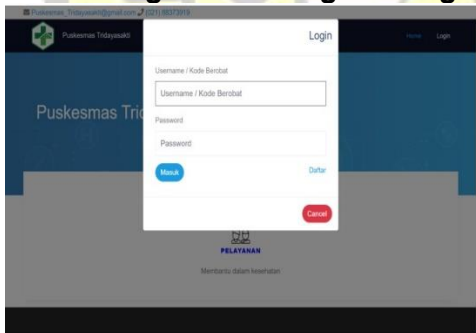 Puskesmas_Tridayasakti@gmail.com (021) 88373919
Puskesmas Tridayasakti
Home Login
Login
Username / Kode Berobat
Username / Kode Berobat
Password
Password
Masuk Daftar
Cancel
Puskesmas Trid
PELAYANAN
Membantu dalam kesehatan